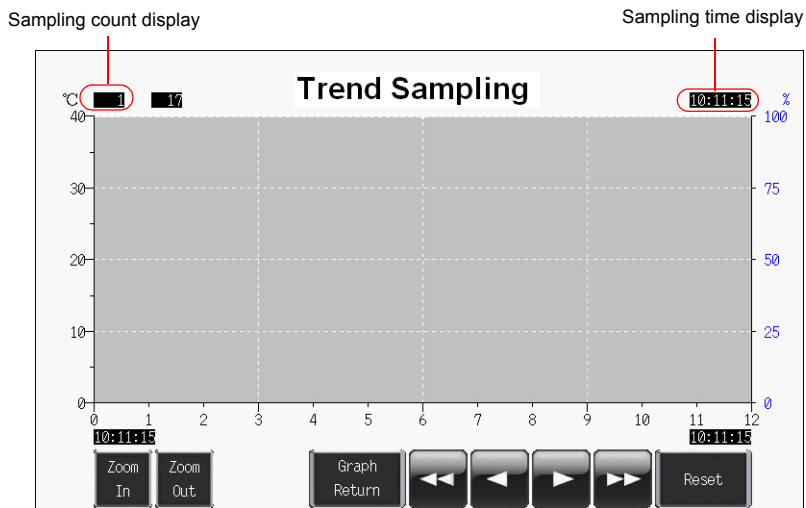 Sampling count display
Sampling time display
Trend Sampling
℃ 1 17 10:11:15 %
40 100
30 75
20 50
10 25
0 0
0 1 2 3 4 5 6 7 8 9 10 11 12
10:11:15 10:11:15
Zoom In
Zoom Out
Graph Return
Reset